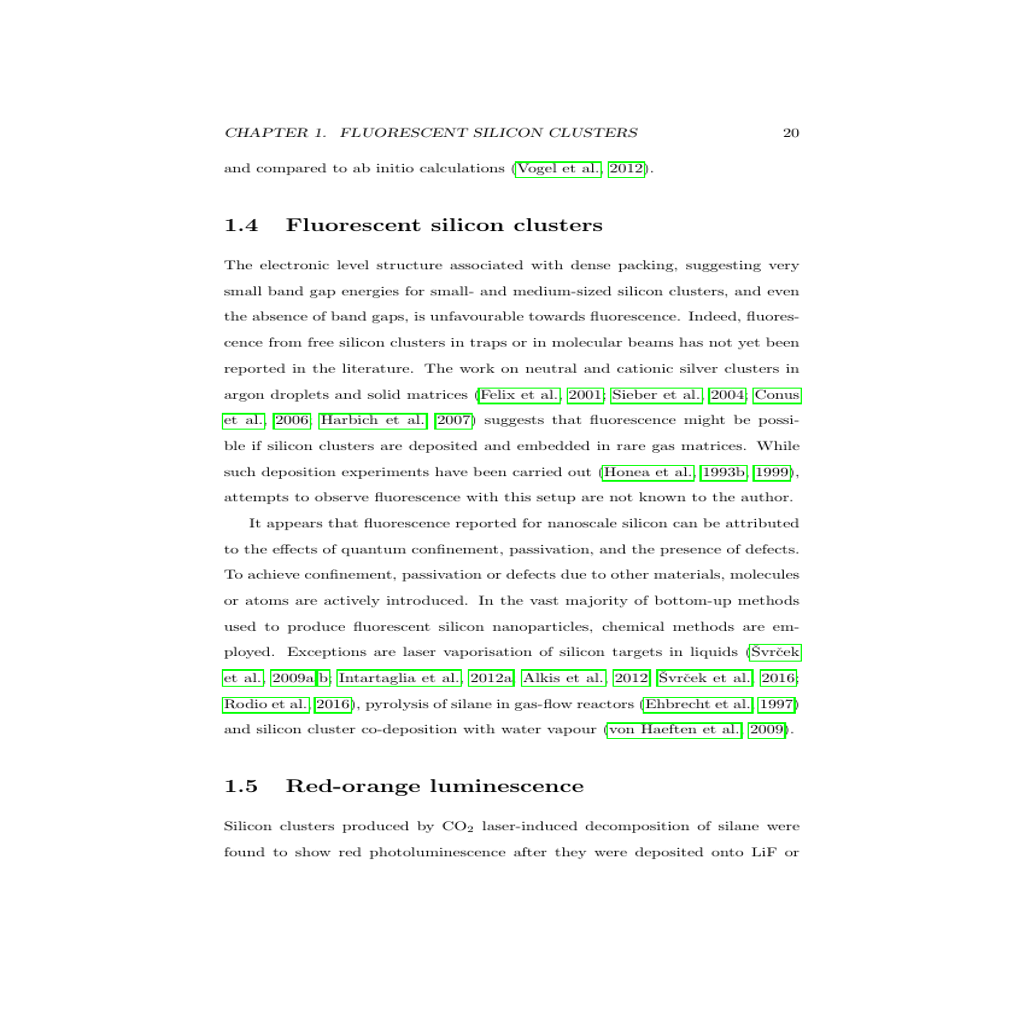 CHAPTER 1. FLUORESCENT SILICON CLUSTERS 20
and compared to ab initio calculations (Vogel et al., 2012).
1.4 Fluorescent silicon clusters
The electronic level structure associated with dense packing, suggesting very
small band gap energies for small- and medium-sized silicon clusters, and even
the absence of band gaps, is unfavourable towards fluorescence. Indeed, fluores-
cence from free silicon clusters in traps or in molecular beams has not yet been
reported in the literature. The work on neutral and cationic silver clusters in
argon droplets and solid matrices (Felix et al., 2001; Sieber et al., 2004; Conus
et al., 2006; Harbich et al., 2007) suggests that fluorescence might be possi-
ble if silicon clusters are deposited and embedded in rare gas matrices. While
such deposition experiments have been carried out (Honea et al., 1993b, 1999),
attempts to observe fluorescence with this setup are not known to the author.
It appears that fluorescence reported for nanoscale silicon can be attributed
to the effects of quantum confinement, passivation, and the presence of defects.
To achieve confinement, passivation or defects due to other materials, molecules
or atoms are actively introduced. In the vast majority of bottom-up methods
used to produce fluorescent silicon nanoparticles, chemical methods are em-
ployed. Exceptions are laser vaporisation of silicon targets in liquids (Švrček
et al., 2009a,b; Intartaglia et al., 2012a; Alkis et al., 2012; Švrček et al., 2016;
Rodio et al., 2016), pyrolysis of silane in gas-flow reactors (Ehbrecht et al., 1997)
and silicon cluster co-deposition with water vapour (von Haeften et al., 2009).
1.5 Red-orange luminescence
Silicon clusters produced by CO₂ laser-induced decomposition of silane were
found to show red photoluminescence after they were deposited onto LiF or